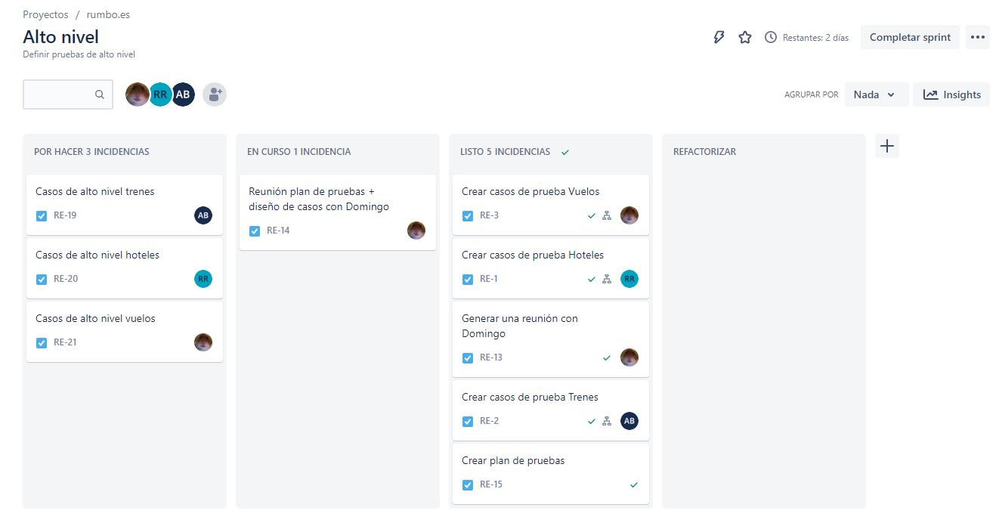 Proyectos / rumbo.es
Alto nivel
Definir pruebas de alto nivel
Restantes: 2 días
Completar sprint
RR
AB
AGRUPAR POR
Nada
Insights
POR HACER 3 INCIDENCIAS
Casos de alto nivel trenes
RE-19
AB
Casos de alto nivel hoteles
RE-20
RR
Casos de alto nivel vuelos
RE-21
EN CURSO 1 INCIDENCIA
Reunión plan de pruebas +
diseño de casos con Domingo
RE-14
LISTO 5 INCIDENCIAS
Crear casos de prueba Vuelos
RE-3
Crear casos de prueba Hoteles
RE-1
RR
Generar una reunión con
Domingo
RE-13
Crear casos de prueba Trenes
RE-2
AB
Crear plan de pruebas
RE-15
REFACTORIZAR